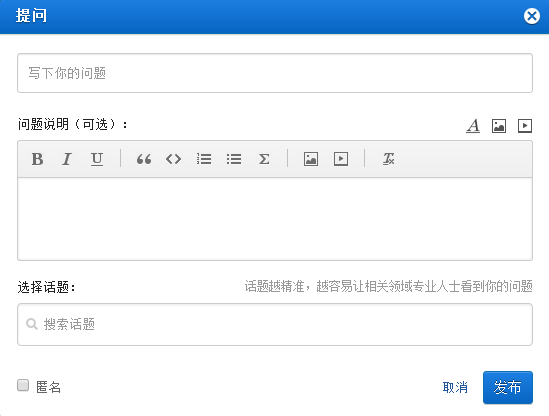 提问
写下你的问题
问题说明（可选）：
A
B I U Σ Tx
选择话题： 话题越精准，越容易让相关领域专业人士看到你的问题
搜索话题
匿名 取消 发布